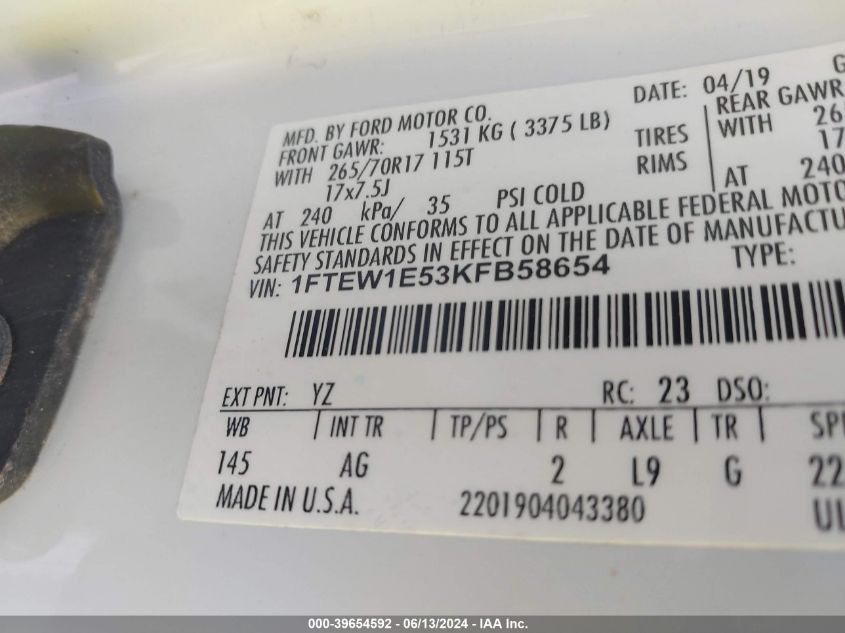 DATE: 04/19
MFD. BY FORD MOTOR CO.
FRONT GAWR: 1531 KG ( 3375 LB) REAR GAWR
WITH 265/70R17 115T TIRES WITH
17x7.5J RIMS
AT 240 kPa/ 35 PSI COLD AT 240
THIS VEHICLE CONFORMS TO ALL APPLICABLE FEDERAL
SAFETY STANDARDS IN EFFECT ON THE DATE OF
VIN: 1FTEW1E53KFB58654 TYPE:
EXT PNT: YZ RC: 23 DSO:
WB INT TR TP/PS R AXLE TR
145 AG 2 L9 G 22
MADE IN U.S.A. 2201904043380
000-39654592 - 06/13/2024 - IAA Inc.